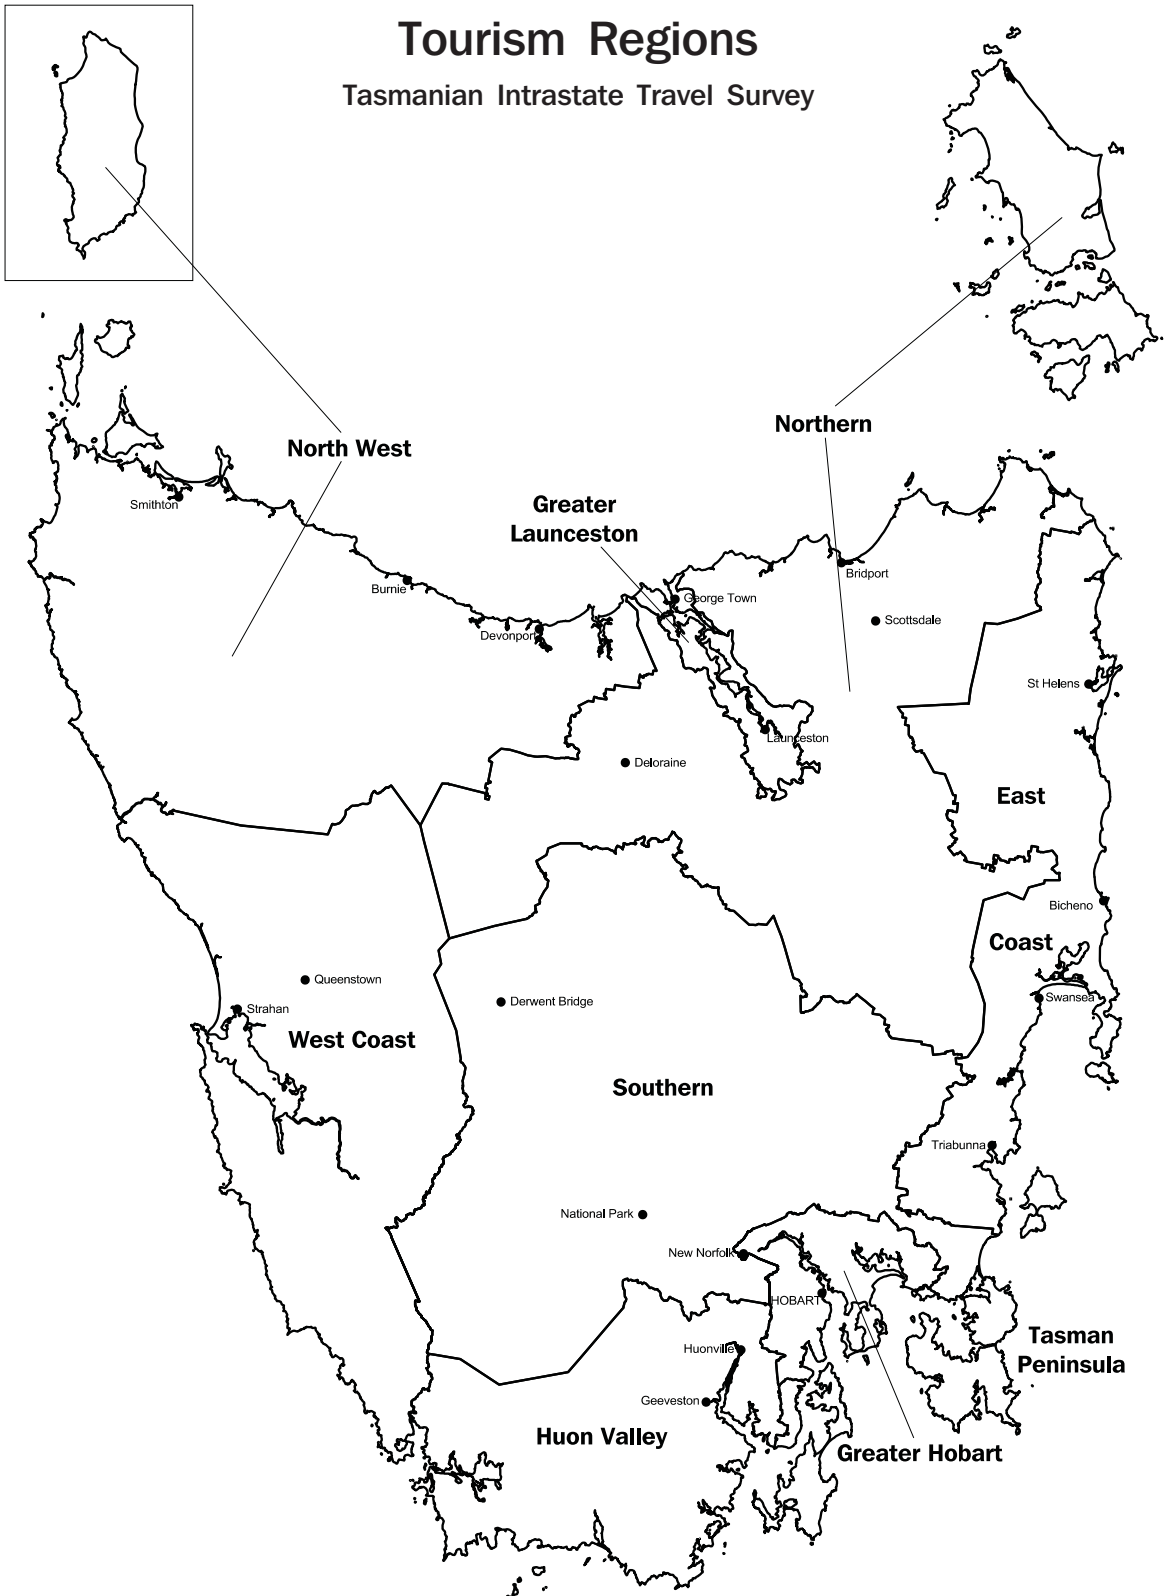 Tourism Regions
Tasmanian Intrastate Travel Survey
Northern
North West
Greater
Launceston
Smithton
Bridport
Burnie
George Town
Scottsdale
Devonport
St Helens
Launceston
Deloraine
East
Bicheno
Coast
Queenstown
Swansea
Derwent Bridge
Strahan
West Coast
Southern
Triabunna
National Park
New Norfolk
HOBART
Tasman
Peninsula
Huonville
Geeveston
Huon Valley
Greater Hobart